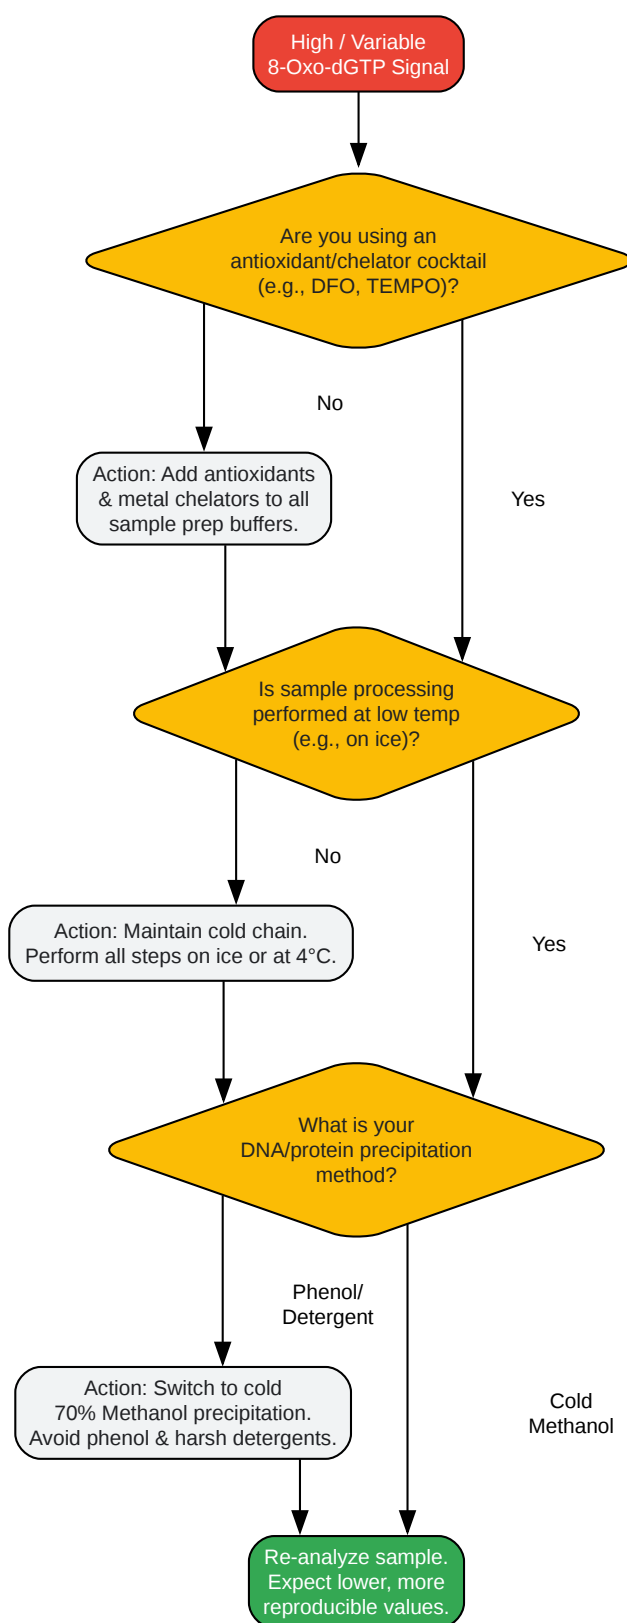 High / Variable
8-Oxo-dGTP Signal
Are you using an
antioxidant/chelator cocktail
(e.g., DFO, TEMPO)?
No
Action: Add antioxidants
& metal chelators to all
sample prep buffers.
Yes
Is sample processing
performed at low temp
(e.g., on ice)?
No
Action: Maintain cold chain.
Perform all steps on ice or at 4°C.
Yes
What is your
DNA/protein precipitation
method?
Phenol/
Detergent
Action: Switch to cold
70% Methanol precipitation.
Avoid phenol & harsh detergents.
Cold
Methanol
Re-analyze sample.
Expect lower, more
reproducible values.